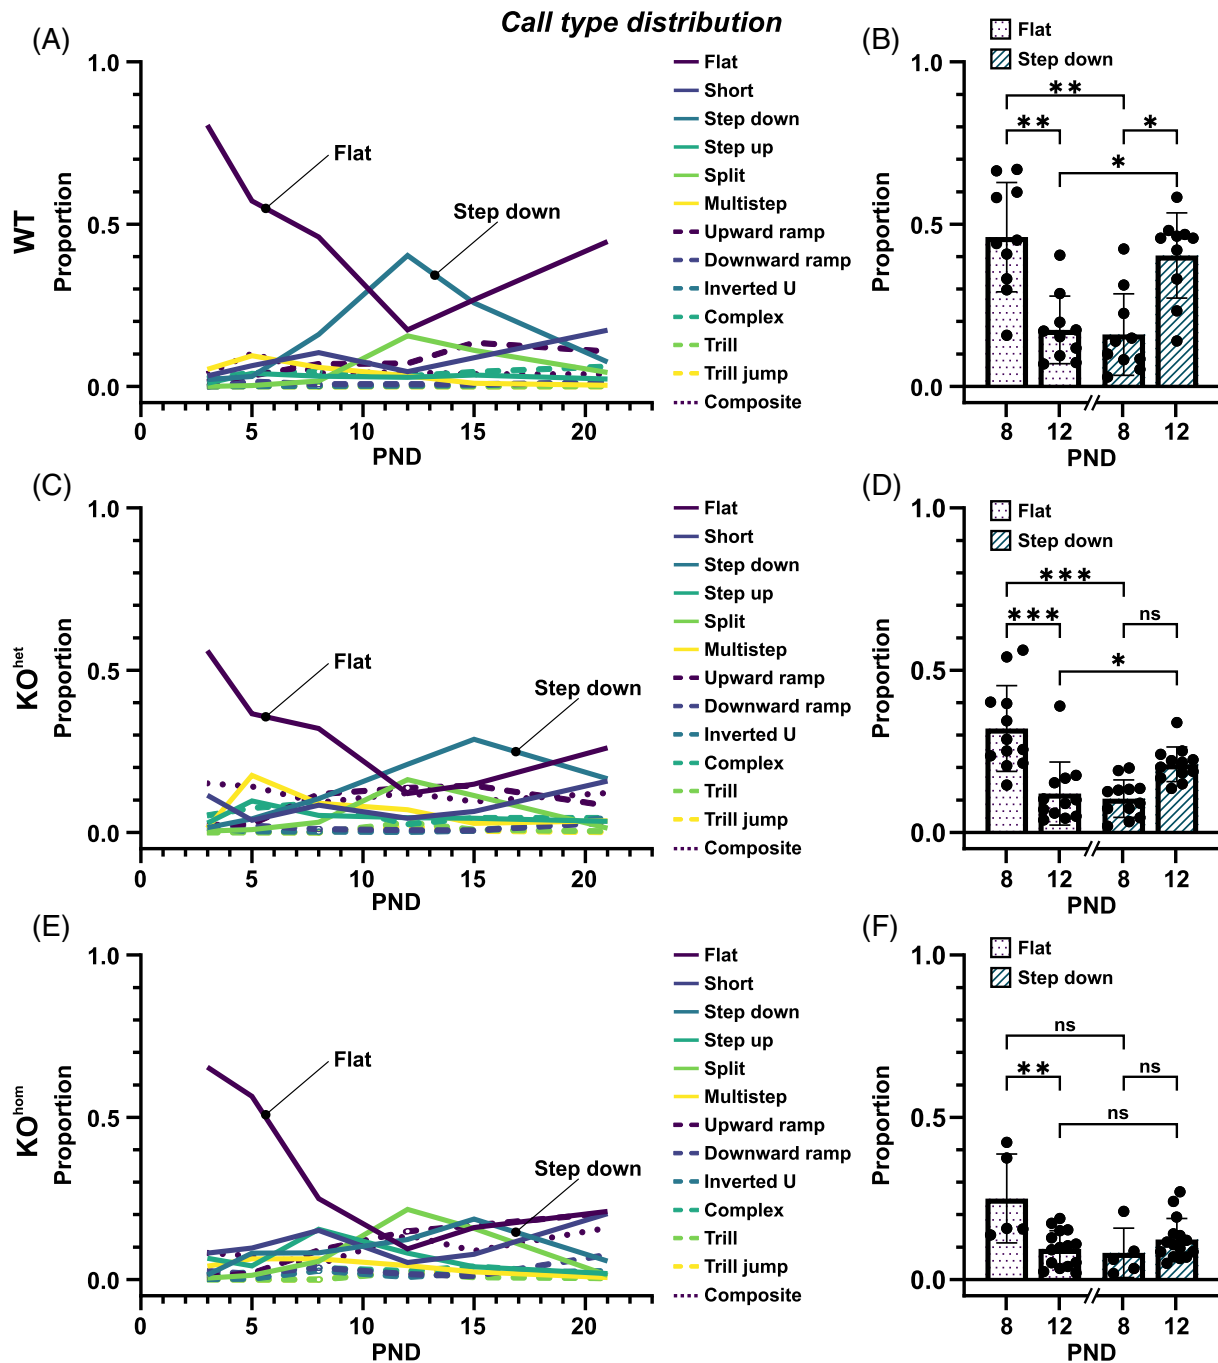 Call type distribution
(A)
WT
Proportion
1.0
0.5
0.0
0
5
10
15
20
PND
Flat
Step down
Flat
Short
Step down
Step up
Split
Multistep
Upward ramp
Downward ramp
Inverted U
Complex
Trill
Trill jump
Composite
(B)
Flat
Step down
Proportion
1.0
0.5
0.0
**
**
*
*
8
12
8
12
PND
(C)
KOhet
Proportion
1.0
0.5
0.0
0
5
10
15
20
PND
Flat
Step down
Flat
Short
Step down
Step up
Split
Multistep
Upward ramp
Downward ramp
Inverted U
Complex
Trill
Trill jump
Composite
(D)
Flat
Step down
Proportion
1.0
0.5
0.0
***
***
ns
*
8
12
8
12
PND
(E)
KOhom
Proportion
1.0
0.5
0.0
0
5
10
15
20
PND
Flat
Step down
Flat
Short
Step down
Step up
Split
Multistep
Upward ramp
Downward ramp
Inverted U
Complex
Trill
Trill jump
Composite
(F)
Flat
Step down
Proportion
1.0
0.5
0.0
ns
**
ns
ns
8
12
8
12
PND